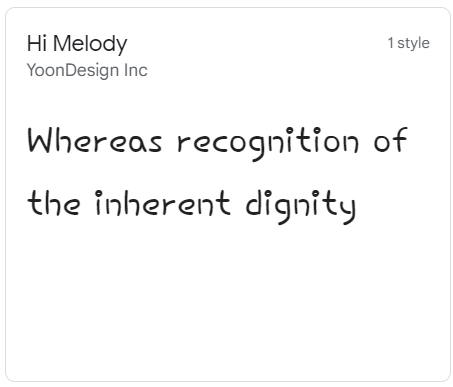 Hi Melody
1 style
YoonDesign Inc
Whereas recognition of
the inherent dignity